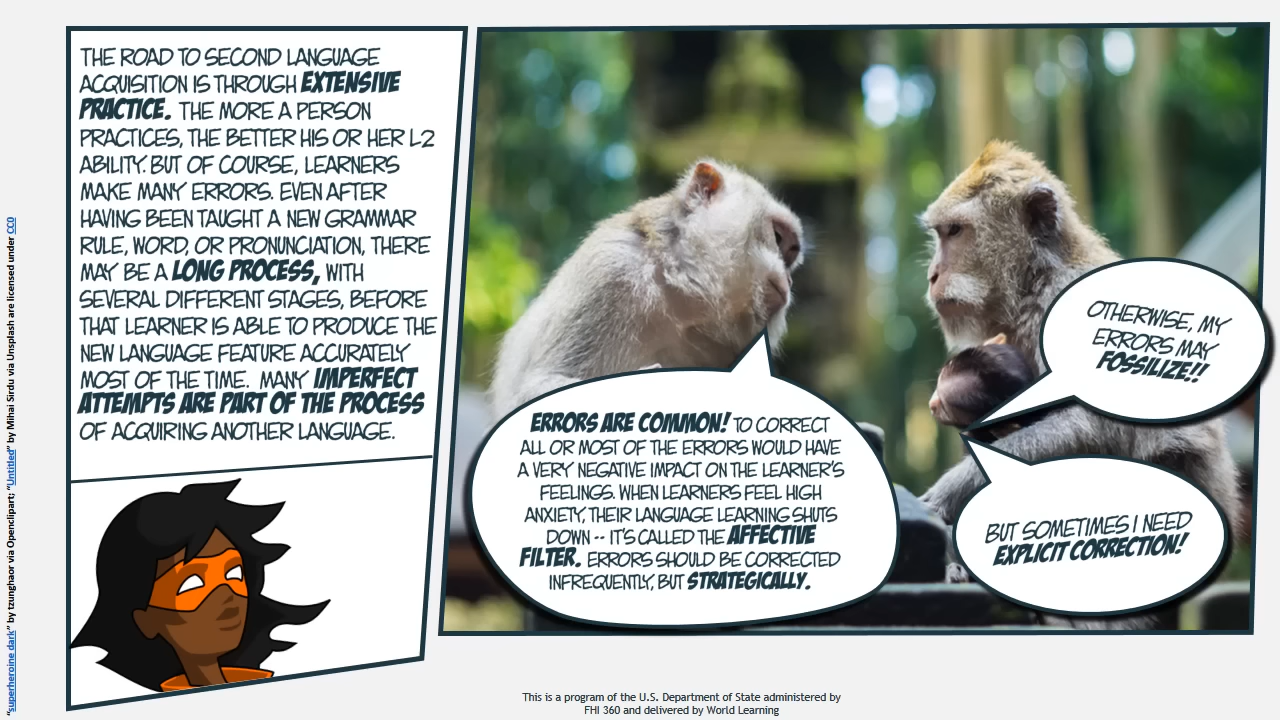 THE ROAD TO SECOND LANGUAGE
ACQUISITION IS THROUGH EXTENSIVE
PRACTICE. THE MORE A PERSON
PRACTICES, THE BETTER HIS OR HER L2
ABILITY. BUT OF COURSE, LEARNERS
MAKE MANY ERRORS. EVEN AFTER
HAVING BEEN TAUGHT A NEW GRAMMAR
RULE, WORD, OR PRONUNCIATION, THERE
MAY BE A LONG PROCESS, WITH
SEVERAL DIFFERENT STAGES, BEFORE
THAT LEARNER IS ABLE TO PRODUCE THE
NEW LANGUAGE FEATURE ACCURATELY
MOST OF THE TIME. MANY IMPERFECT
ATTEMPTS ARE PART OF THE PROCESS
OF ACQUIRING ANOTHER LANGUAGE.
ERRORS ARE COMMON! TO CORRECT
ALL OR MOST OF THE ERRORS WOULD HAVE
A VERY NEGATIVE IMPACT ON THE LEARNER'S
FEELINGS. WHEN LEARNERS FEEL HIGH
ANXIETY, THEIR LANGUAGE LEARNING SHUTS
DOWN -- IT'S CALLED THE AFFECTIVE
FILTER. ERRORS SHOULD BE CORRECTED
INFREQUENTLY, BUT STRATEGICALLY.
OTHERWISE, MY
ERRORS MAY
FOSSILIZE!!
BUT SOMETIMES I NEED
EXPLICIT CORRECTION!
"superheroine dark" by tzunghaor via Openclipart; "Untitled" by Mihai Sirdu via Unsplash are licensed under CC0
This is a program of the U.S. Department of State administered by
FHI 360 and delivered by World Learning